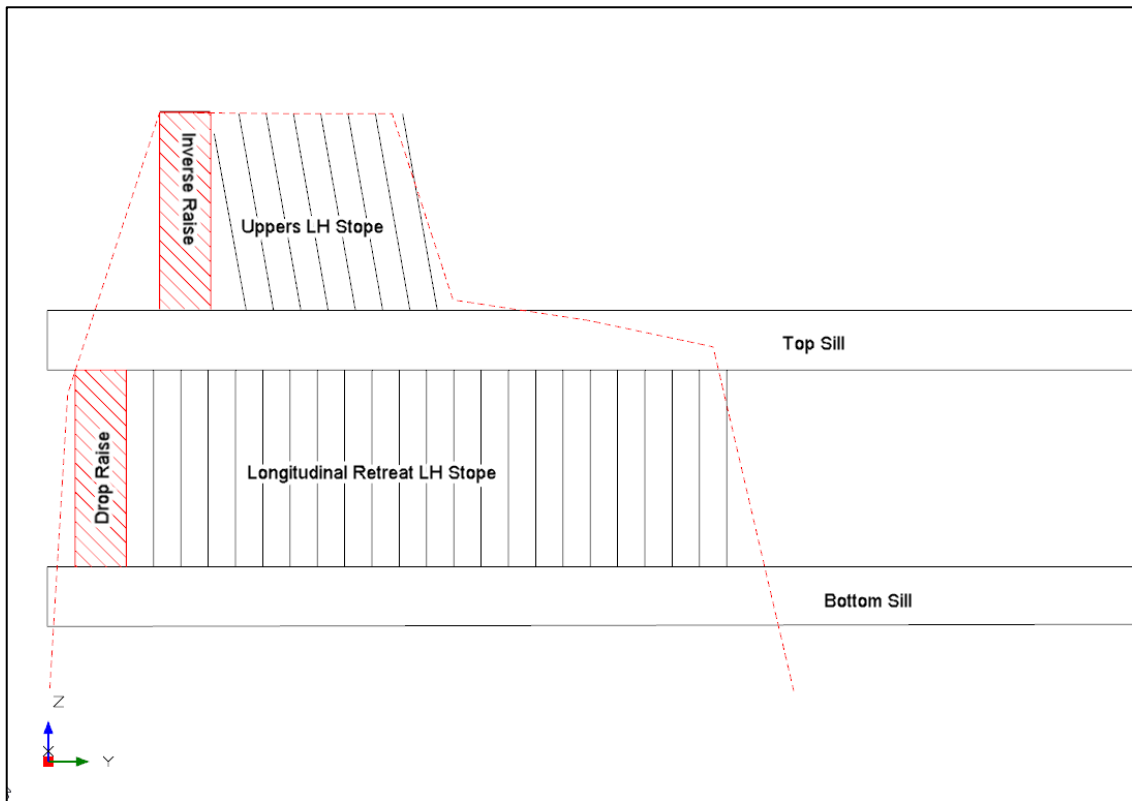 Inverse Raise
Uppers LH Stope
Top Sill
Drop Raise
Longitudinal Retreat LH Stope
Bottom Sill
Z
X
Y